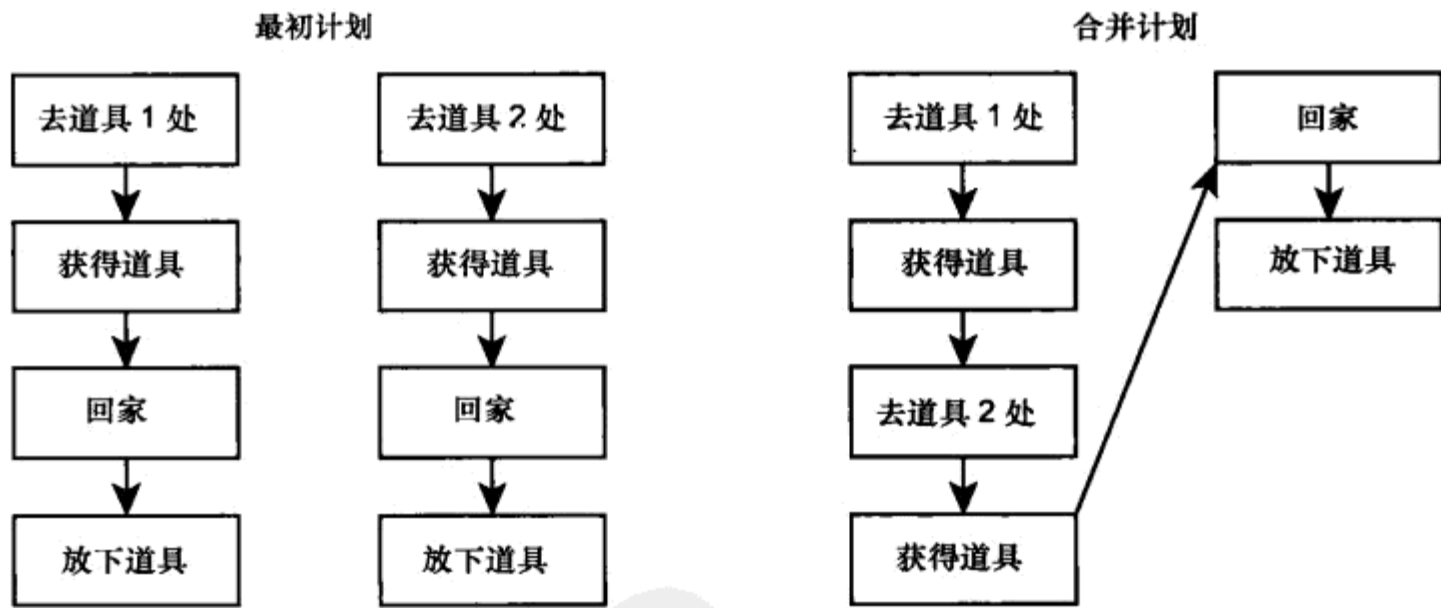 最初计划
去道具 1 处
获得道具
回家
放下道具
去道具 2 处
获得道具
回家
放下道具
合并计划
去道具 1 处
获得道具
去道具 2 处
获得道具
回家
放下道具